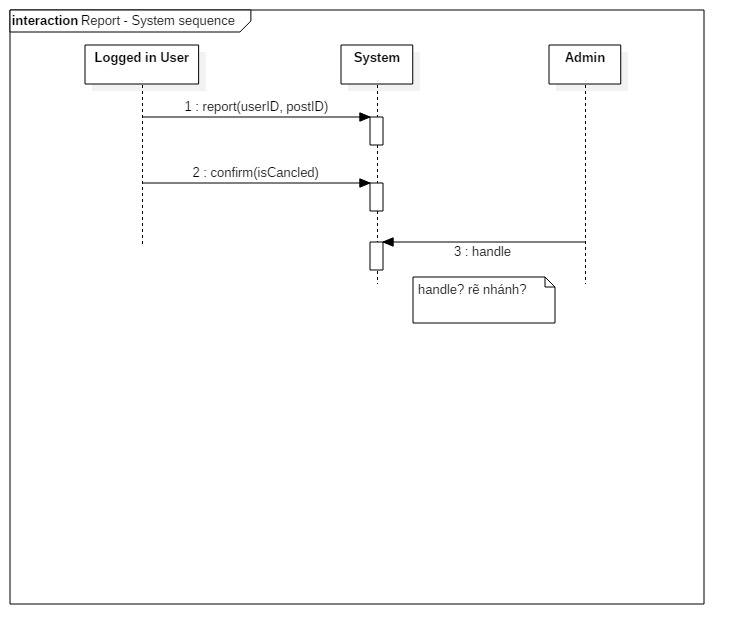 interaction Report - System sequence
Logged in User
System
Admin
1 : report(userID, postID)
2 : confirm(isCancled)
3 : handle
handle? rẽ nhánh?